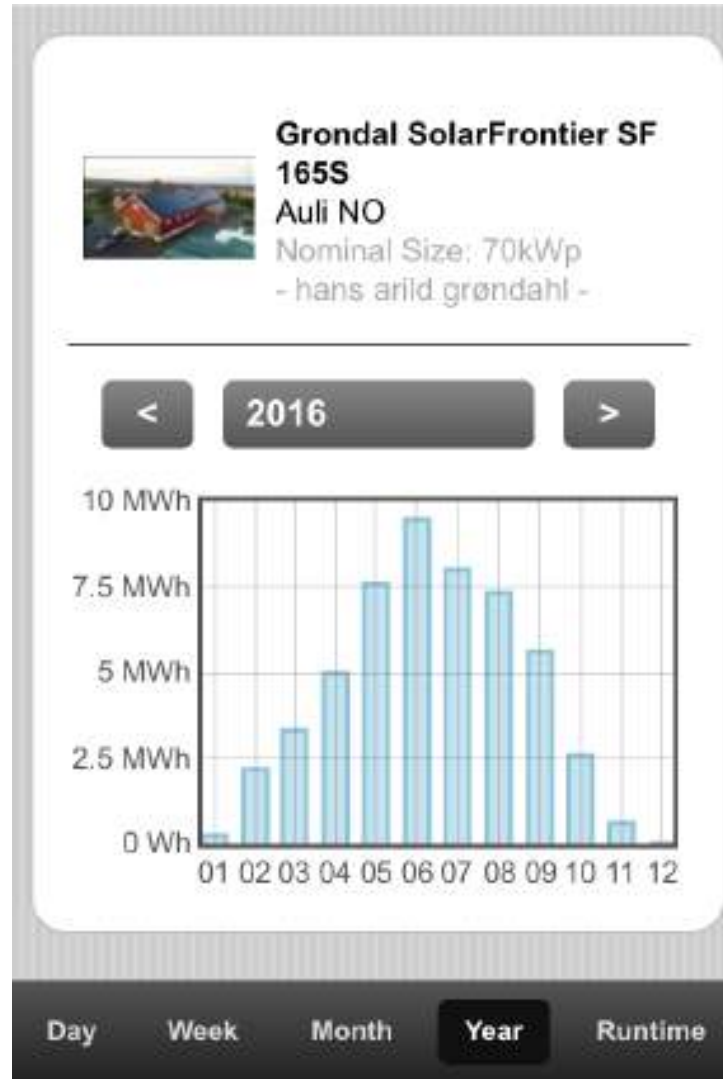 Grondal SolarFrontier SF
165S
Auli NO
Nominal Size: 70kWp
- hans arild grøndahl -
< 2016 >
10 MWh
7.5 MWh
5 MWh
2.5 MWh
0 Wh
01 02 03 04 05 06 07 08 09 10 11 12
Day Week Month Year Runtime